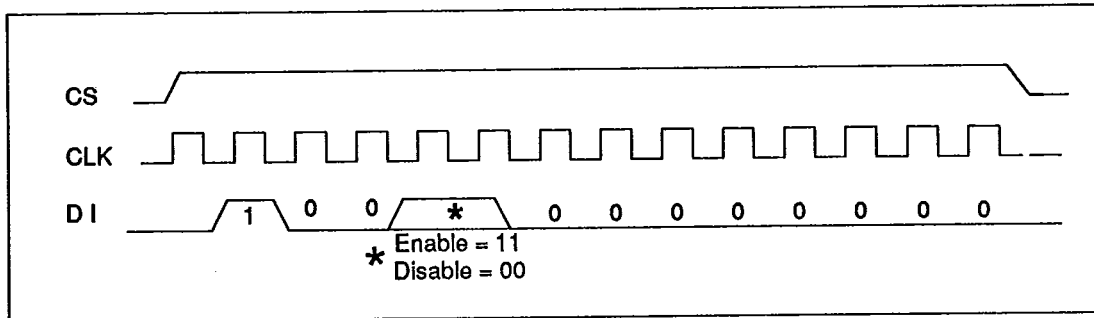 CS
CLK
DI 1 0 0 * 0 0 0 0 0 0 0 0
* Enable = 11
Disable = 00